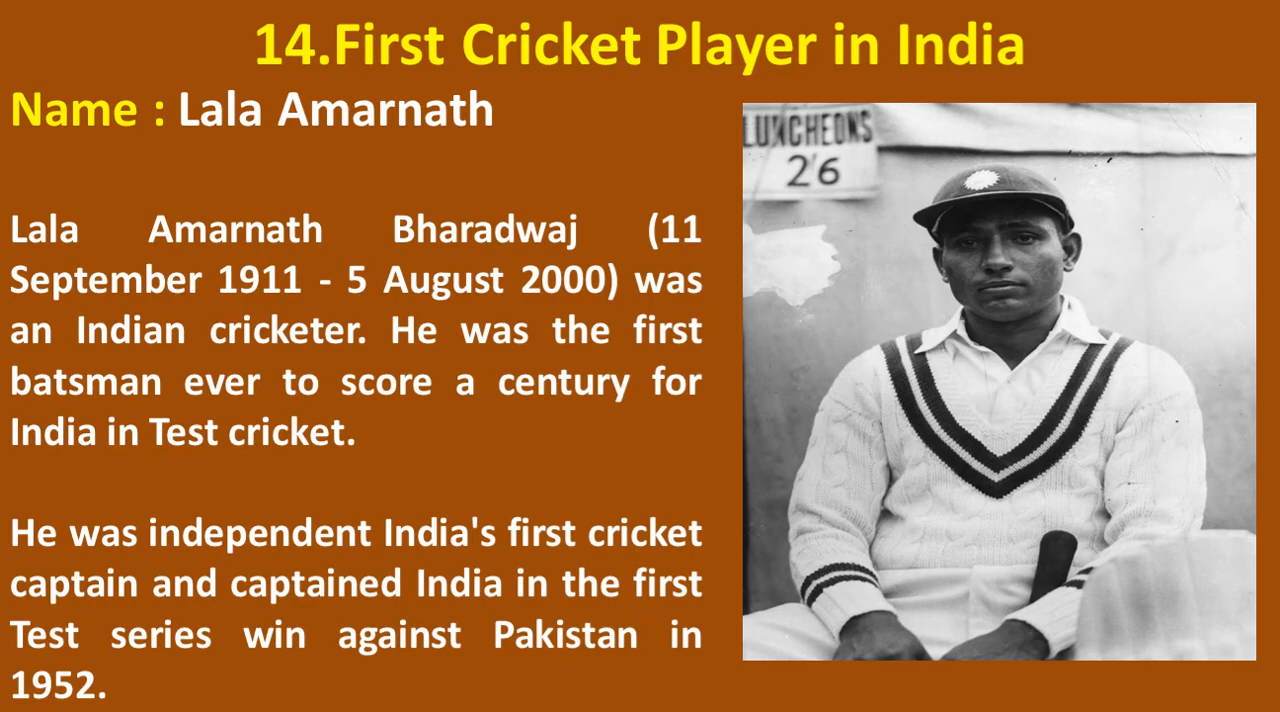 14.First Cricket Player in India
Name : Lala Amarnath
Lala Amarnath Bharadwaj (11
September 1911 - 5 August 2000) was
an Indian cricketer. He was the first
batsman ever to score a century for
India in Test cricket.
He was independent India's first cricket
captain and captained India in the first
Test series win against Pakistan in
1952.
LUNCHEONS
2'6